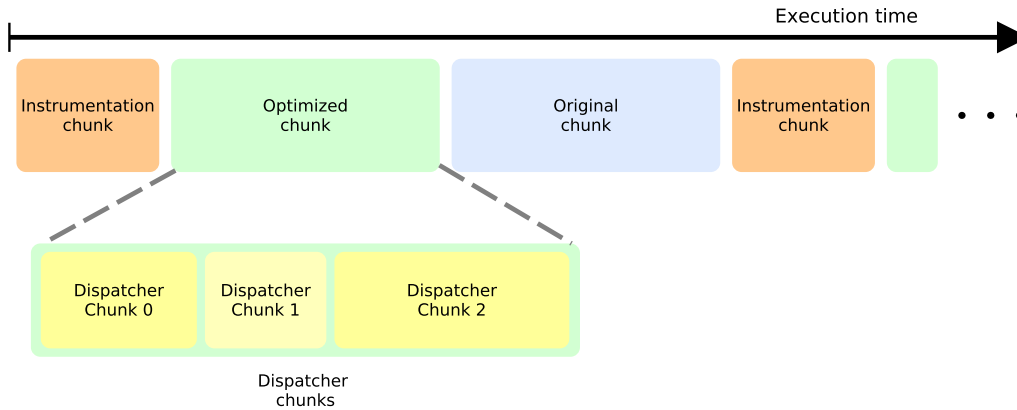 Execution time
Instrumentation
chunk
Optimized
chunk
Original
chunk
Instrumentation
chunk
Dispatcher
Chunk 0
Dispatcher
Chunk 1
Dispatcher
Chunk 2
Dispatcher
chunks